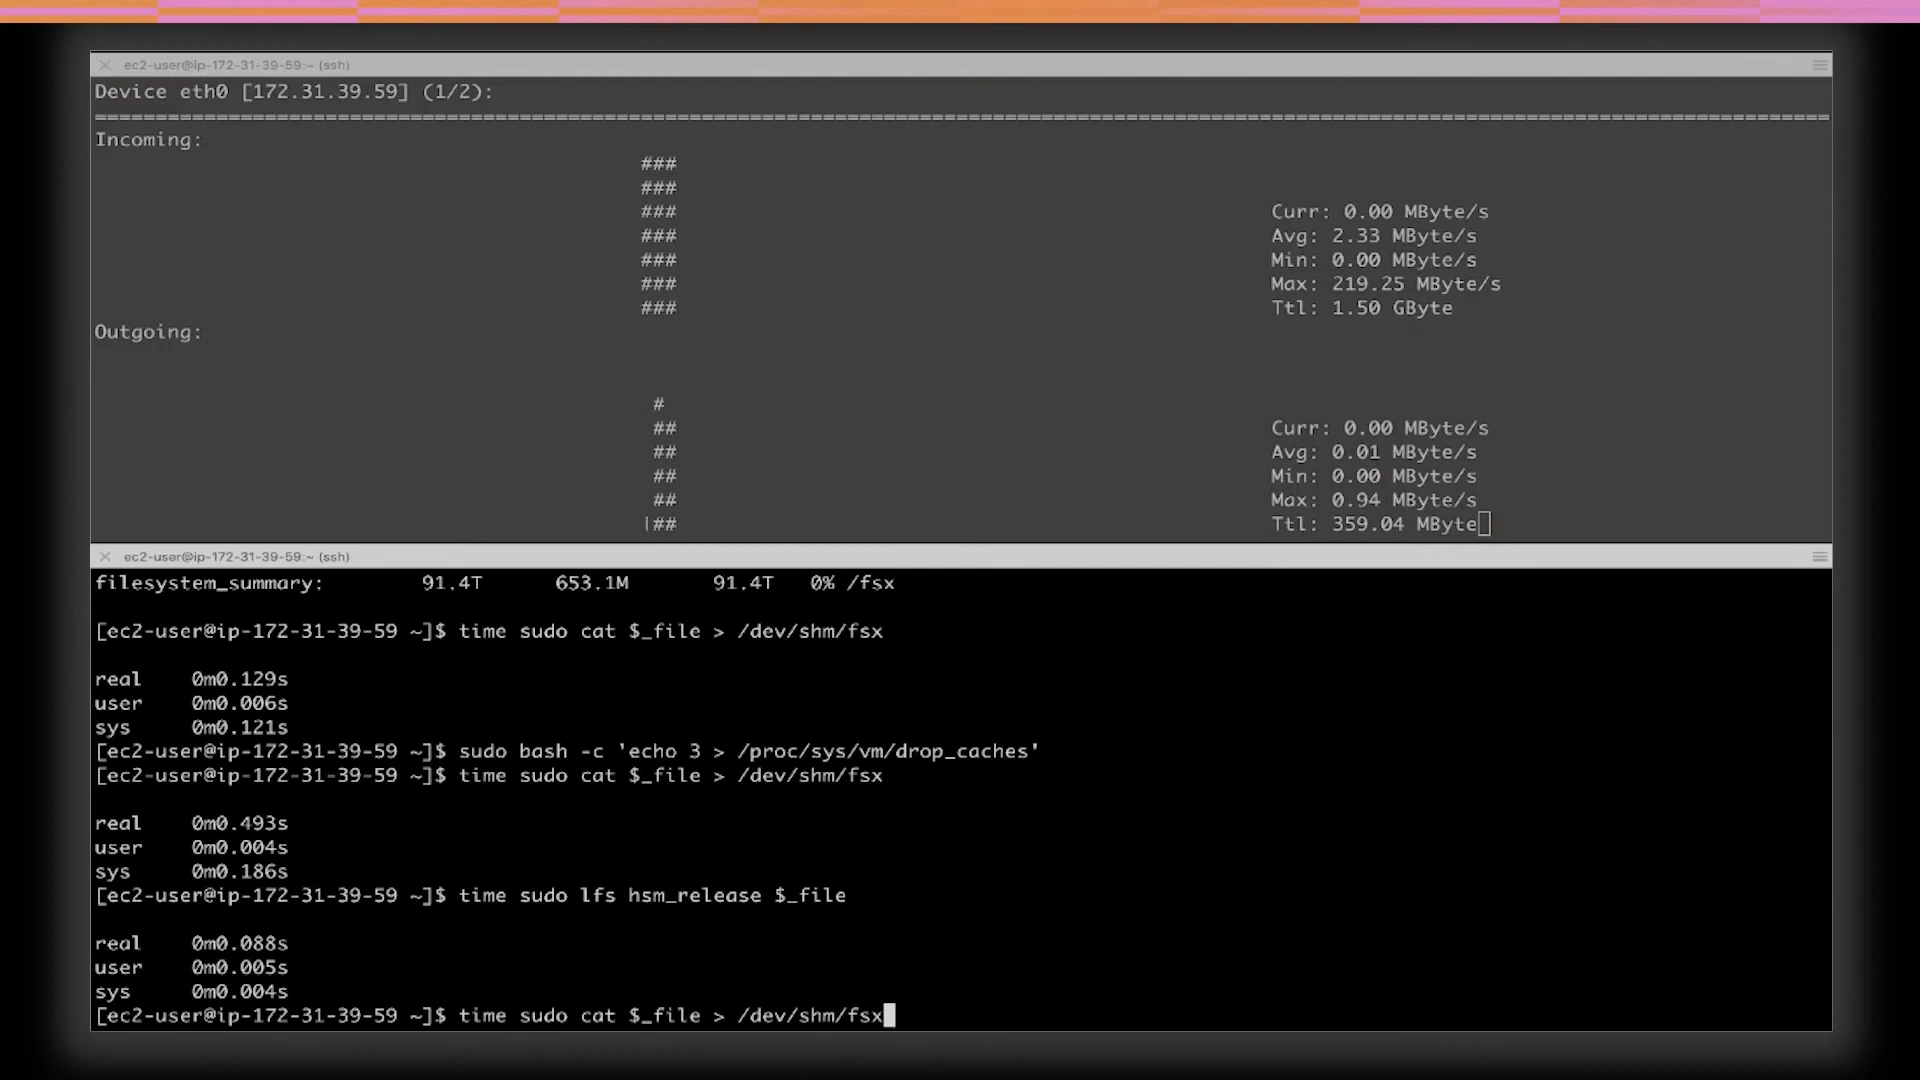 ec2-user@ip-172-31-39-59:~ (ssh)
Device eth0 [172.31.39.59] (1/2):
================================================================================================================================================
Incoming:
###
###
###
Curr: 0.00 MByte/s
###
Avg: 2.33 MByte/s
###
Min: 0.00 MByte/s
###
Max: 219.25 MByte/s
###
Ttl: 1.50 GByte
Outgoing:
#
##
Curr: 0.00 MByte/s
##
Avg: 0.01 MByte/s
##
Min: 0.00 MByte/s
##
Max: 0.94 MByte/s
|##
Ttl: 359.04 MByte
ec2-user@ip-172-31-39-59:~ (ssh)
filesystem_summary: 91.4T 653.1M 91.4T 0% /fsx
[ec2-user@ip-172-31-39-59 ~]$ time sudo cat $_file > /dev/shm/fsx
real 0m0.129s
user 0m0.006s
sys 0m0.121s
[ec2-user@ip-172-31-39-59 ~]$ sudo bash -c 'echo 3 > /proc/sys/vm/drop_caches'
[ec2-user@ip-172-31-39-59 ~]$ time sudo cat $_file > /dev/shm/fsx
real 0m0.493s
user 0m0.004s
sys 0m0.186s
[ec2-user@ip-172-31-39-59 ~]$ time sudo lfs hsm_release $_file
real 0m0.088s
user 0m0.005s
sys 0m0.004s
[ec2-user@ip-172-31-39-59 ~]$ time sudo cat $_file > /dev/shm/fsx